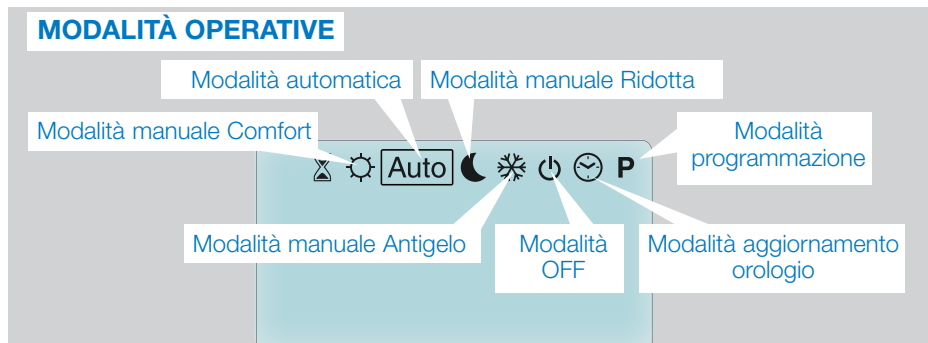 MODALITÀ OPERATIVE
Modalità automatica
Modalità manuale Ridotta
Modalità manuale Comfort
Modalità
programmazione
Auto
P
Modalità manuale Antigelo
Modalità
OFF
Modalità aggiornamento
orologio